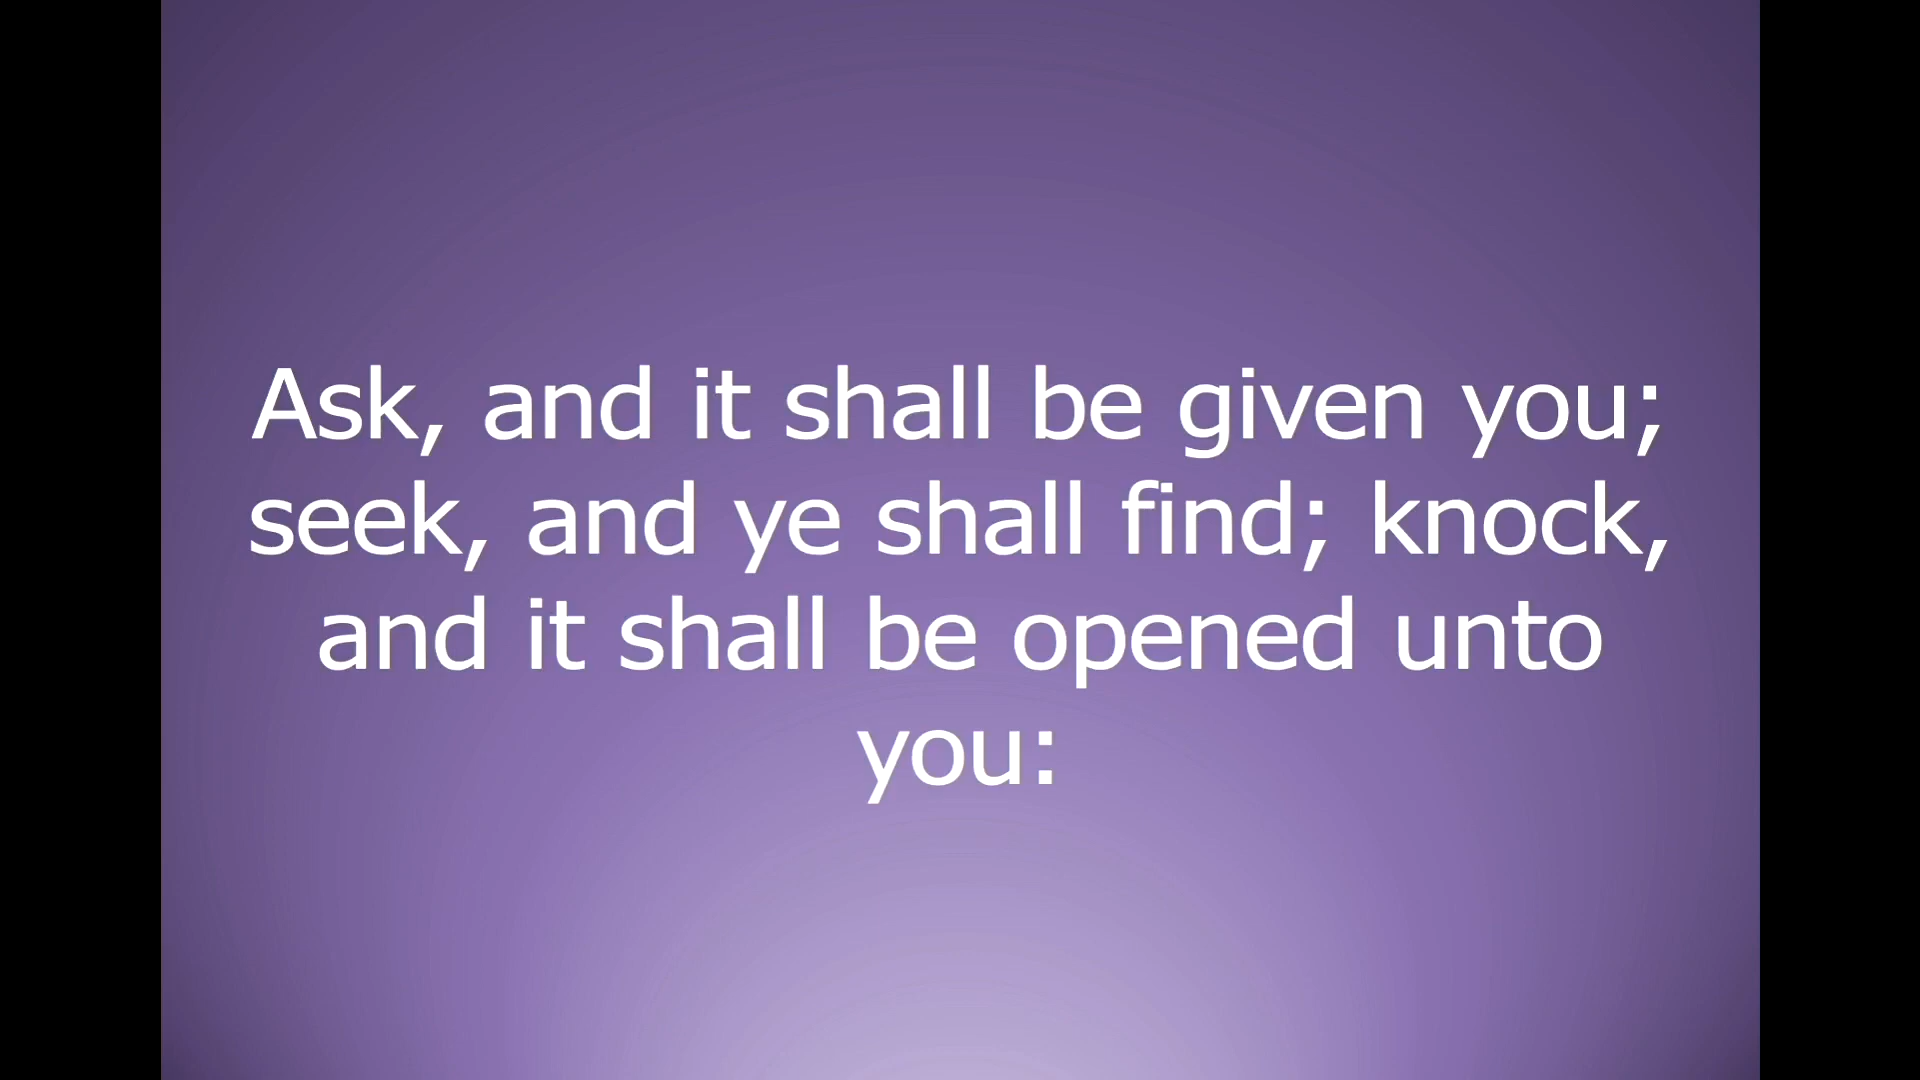 Ask, and it shall be given you;
seek, and ye shall find; knock,
and it shall be opened unto
you: